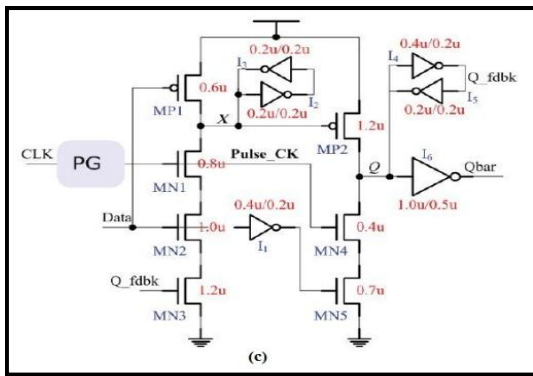 0.2u/0.2u
0.4u/0.2u
I3
I4
Q_fdbk
MP1
0.6u
I2
I5
0.2u/0.2u
0.2u/0.2u
X
MP2
1.2u
CLK
PG
Pulse_CK
Q
I6
Qbar
MN1
0.8u
0.4u/0.2u
1.0u/0.5u
Data
MN2
1.0u
I1
MN4
0.4u
Q_fdbk
MN3
1.2u
MN5
0.7u
(c)